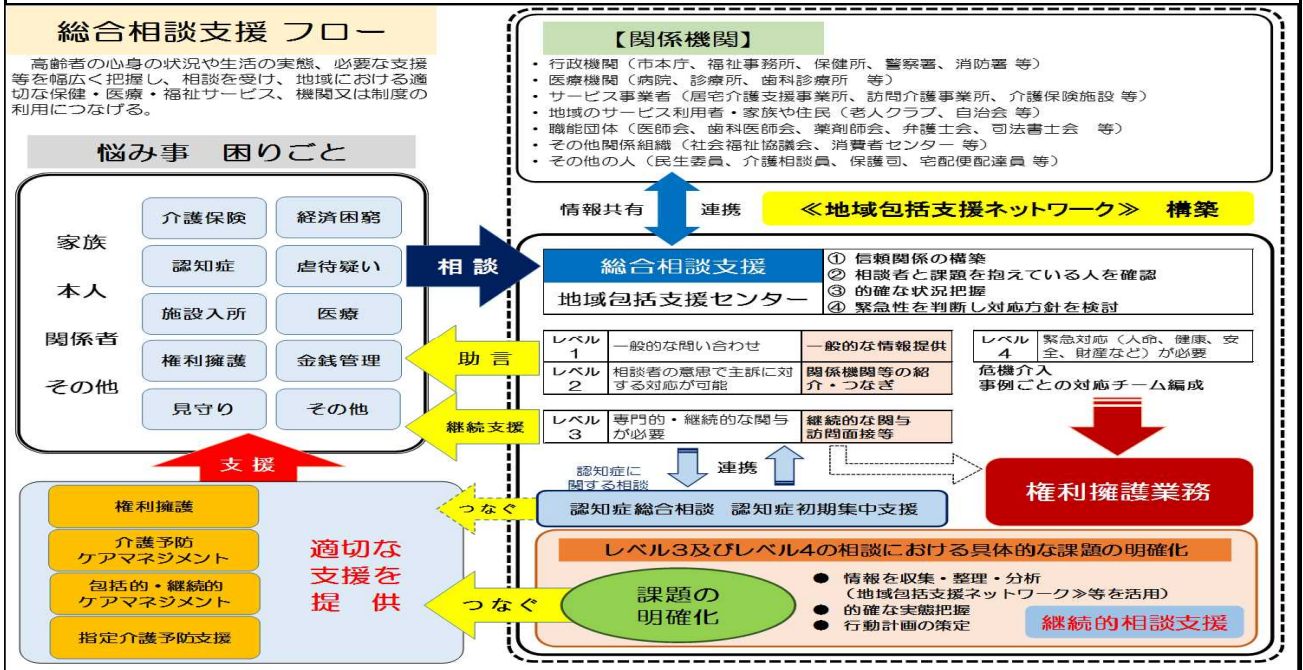 総合相談支援 フロー
高齢者の心身の状況や生活の実態、必要な支援
等を幅広く把握し、相談を受け、地域における適
切な保健・医療・福祉サービス、機関又は制度の
利用につなげる。
【関係機関】
・ 行政機関（市本庁、福祉事務所、保健所、警察署、消防署 等）
・ 医療機関（病院、診療所、歯科診療所　等）
・ サービス事業者（居宅介護支援事業所、訪問介護事業所、介護保険施設 等）
・ 地域のサービス利用者・家族や住民（老人クラブ、自治会 等）
・ 職能団体（医師会、歯科医師会、薬剤師会、弁護士会、司法書士会　等）
・ その他関係組織（社会福祉協議会、消費者センター 等）
・ その他の人（民生委員、介護相談員、保護司、宅配便配達員 等）
悩み事　困りごと
家族
本人
関係者
その他
介護保険
経済困窮
認知症
虐待疑い
施設入所
医療
権利擁護
金銭管理
見守り
その他
情報共有
連携
≪地域包括支援ネットワーク≫　構築
相談
総合相談支援
地域包括支援センター
① 信頼関係の構築
② 相談者と課題を抱えている人を確認
③ 的確な状況把握
④ 緊急性を判断し対応方針を検討
助言
レベル
1
一般的な問い合わせ
一般的な情報提供
レベル
2
相談者の意思で主訴に対
する対応が可能
関係機関等の紹
介・つなぎ
レベル
4
緊急対応（人命、健康、安
全、財産など）が必要
危機介入
事例ごとの対応チーム編成
継続支援
レベル
3
専門的・継続的な関与
が必要
継続的な関与
訪問面接等
認知症に
関する相談
連携
権利擁護業務
つなぐ
認知症総合相談　認知症初期集中支援
支援
権利擁護
介護予防
ケアマネジメント
包括的・継続的
ケアマネジメント
指定介護予防支援
適切な
支援を
提供
つなぐ
レベル3及びレベル4の相談における具体的な課題の明確化
課題の
明確化
● 情報を収集・整理・分析
（地域包括支援ネットワーク≫等を活用）
● 的確な実態把握
● 行動計画の策定
継続的相談支援